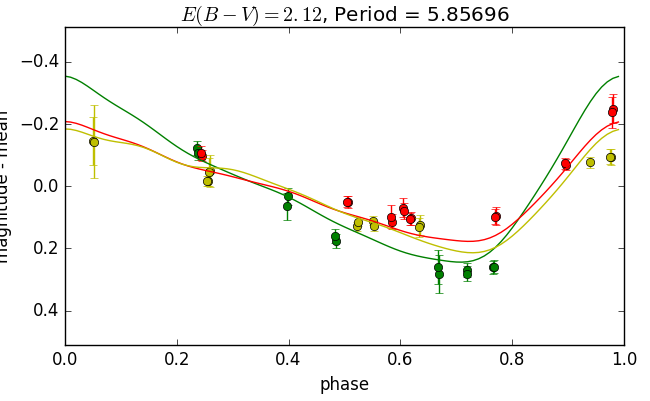 E(B − V) = 2.12, Period = 5.85696
−0.4
−0.2
0.0
0.2
0.4
magnitude - mean
0.0 0.2 0.4 0.6 0.8 1.0
phase